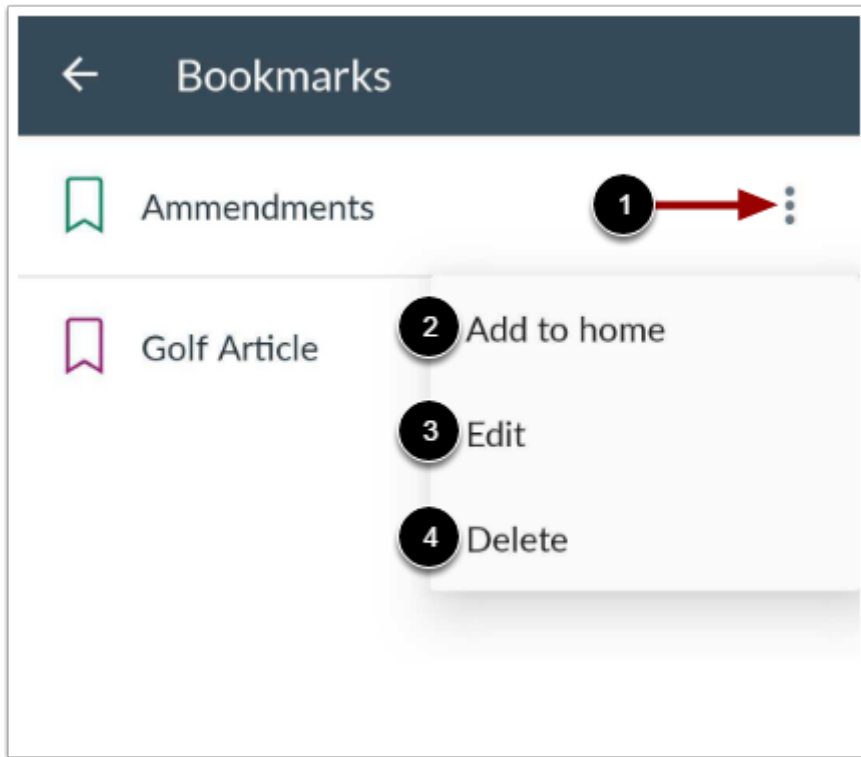 Bookmarks
Ammendments 1
2 Add to home
Golf Article
3 Edit
4 Delete